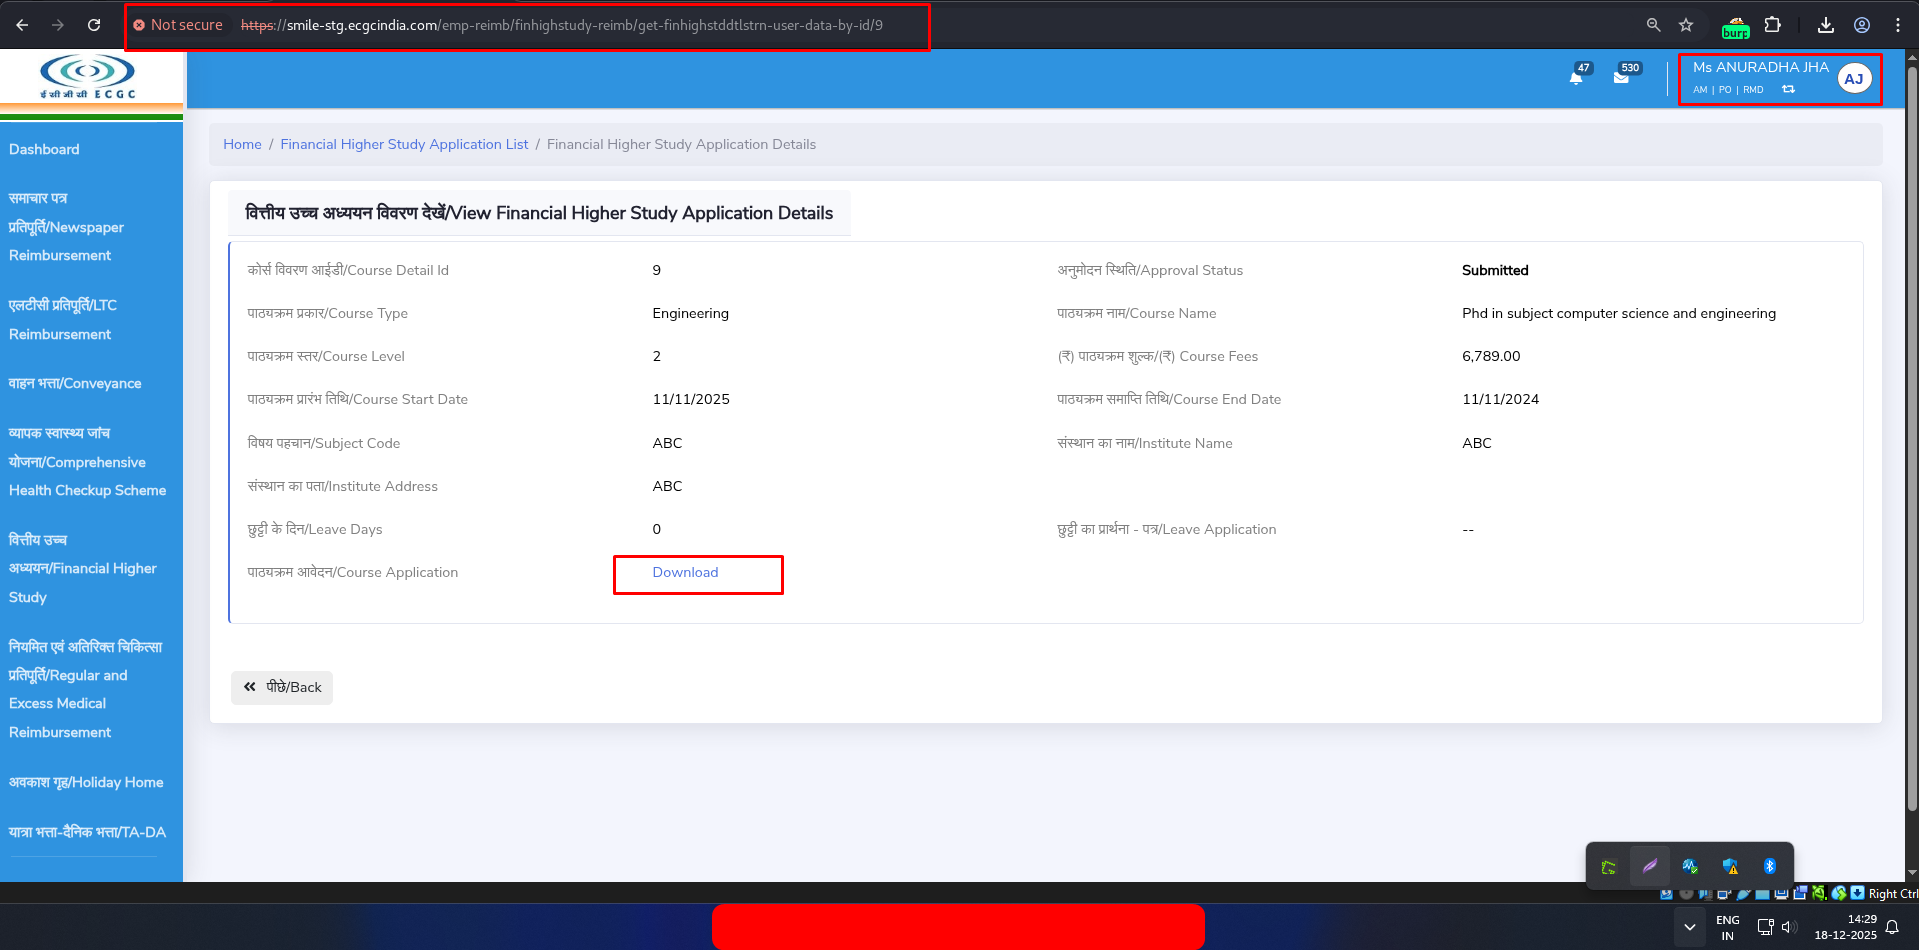 Not secure https://smile-stg.ecgcindia.com/emp-reimb/finhighstudy-reimb/get-finhighstddtlstrn-user-data-by-id/9
burp
ई सी जी सी ECGC
47
530
Ms ANURADHA JHA
AM | PO | RMD
AJ
Dashboard
समाचार पत्र
प्रतिपूर्ति/Newspaper
Reimbursement
एलटीसी प्रतिपूर्ति/LTC
Reimbursement
वाहन भत्ता/Conveyance
व्यापक स्वास्थ्य जांच
योजना/Comprehensive
Health Checkup Scheme
वित्तीय उच्च
अध्ययन/Financial Higher
Study
नियमित एवं अतिरिक्त चिकित्सा
प्रतिपूर्ति/Regular and
Excess Medical
Reimbursement
अवकाश गृह/Holiday Home
यात्रा भत्ता-दैनिक भत्ता/TA-DA
Home / Financial Higher Study Application List / Financial Higher Study Application Details
वित्तीय उच्च अध्ययन विवरण देखें/View Financial Higher Study Application Details
कोर्स विवरण आईडी/Course Detail Id 9 अनुमोदन स्थिति/Approval Status Submitted
पाठ्यक्रम प्रकार/Course Type Engineering पाठ्यक्रम नाम/Course Name Phd in subject computer science and engineering
पाठ्यक्रम स्तर/Course Level 2 (₹) पाठ्यक्रम शुल्क/(₹) Course Fees 6,789.00
पाठ्यक्रम प्रारंभ तिथि/Course Start Date 11/11/2025 पाठ्यक्रम समाप्ति तिथि/Course End Date 11/11/2024
विषय पहचान/Subject Code ABC संस्थान का नाम/Institute Name ABC
संस्थान का पता/Institute Address ABC
छुट्टी के दिन/Leave Days 0 छुट्टी का प्रार्थना - पत्र/Leave Application --
पाठ्यक्रम आवेदन/Course Application Download
पीछे/Back
Right Ctrl
ENG
IN
14:29
18-12-2025